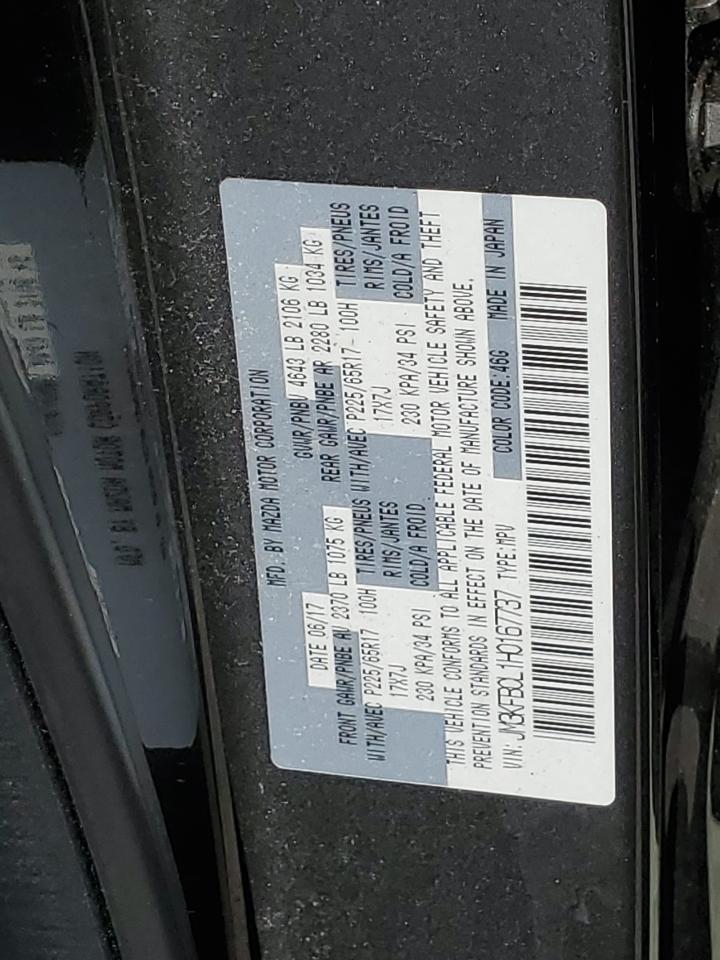 MFD. BY MAZDA MOTOR CORPORATION
DATE 06/17 GVWR/PNBV 4643 LB 2106 KG
FRONT GAWR/PNBE AV 2370 LB 1075 KG REAR GAWR/PNBE AR 2280 LB 1034 KG
WITH/AVEC P225/65R17 100H TIRES/PNEUS WITH/AVEC P225/65R17 100H TIRES/PNEUS
17X7J RIMS/JANTES 17X7J RIMS/JANTES
230 KPA/34 PSI COLD/A FROID 230 KPA/34 PSI COLD/A FROID
THIS VEHICLE CONFORMS TO ALL APPLICABLE FEDERAL MOTOR VEHICLE SAFETY AND THEFT
PREVENTION STANDARDS IN EFFECT ON THE DATE OF MANUFACTURE SHOWN ABOVE.
VIN: JM3KFBCL1H0167737 TYPE:MPV COLOR CODE:46G MADE IN JAPAN